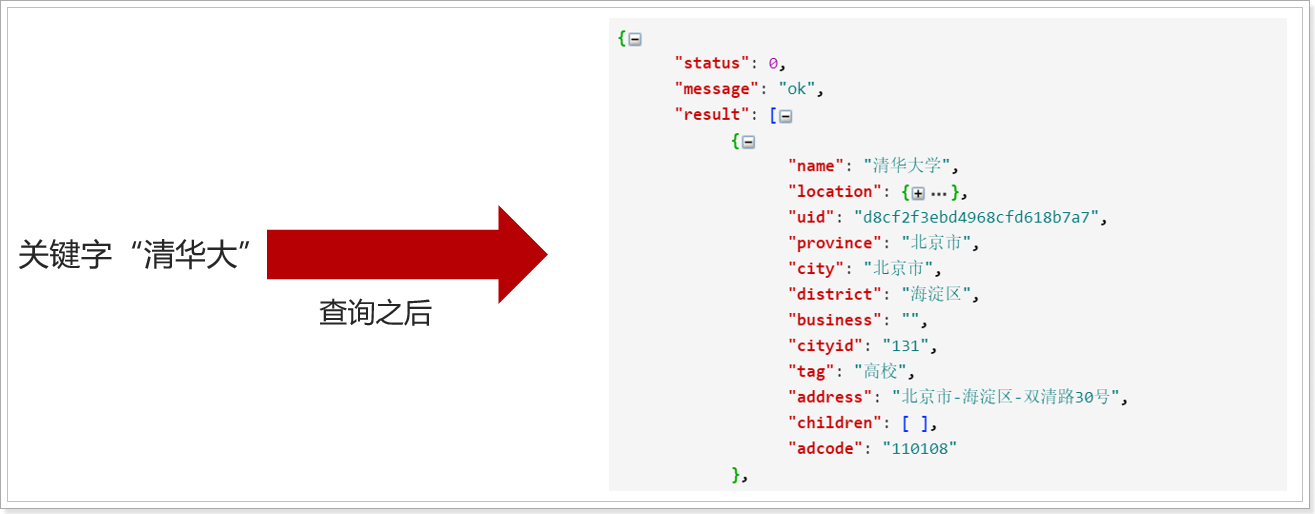 关键字“清华大”
查询之后
{
"status": 0,
"message": "ok",
"result": [
{
"name": "清华大学",
"location": {...},
"uid": "d8cf2f3ebd4968cfd618b7a7",
"province": "北京市",
"city": "北京市",
"district": "海淀区",
"business": "",
"cityid": "131",
"tag": "高校",
"address": "北京市-海淀区-双清路30号",
"children": [ ],
"adcode": "110108"
},